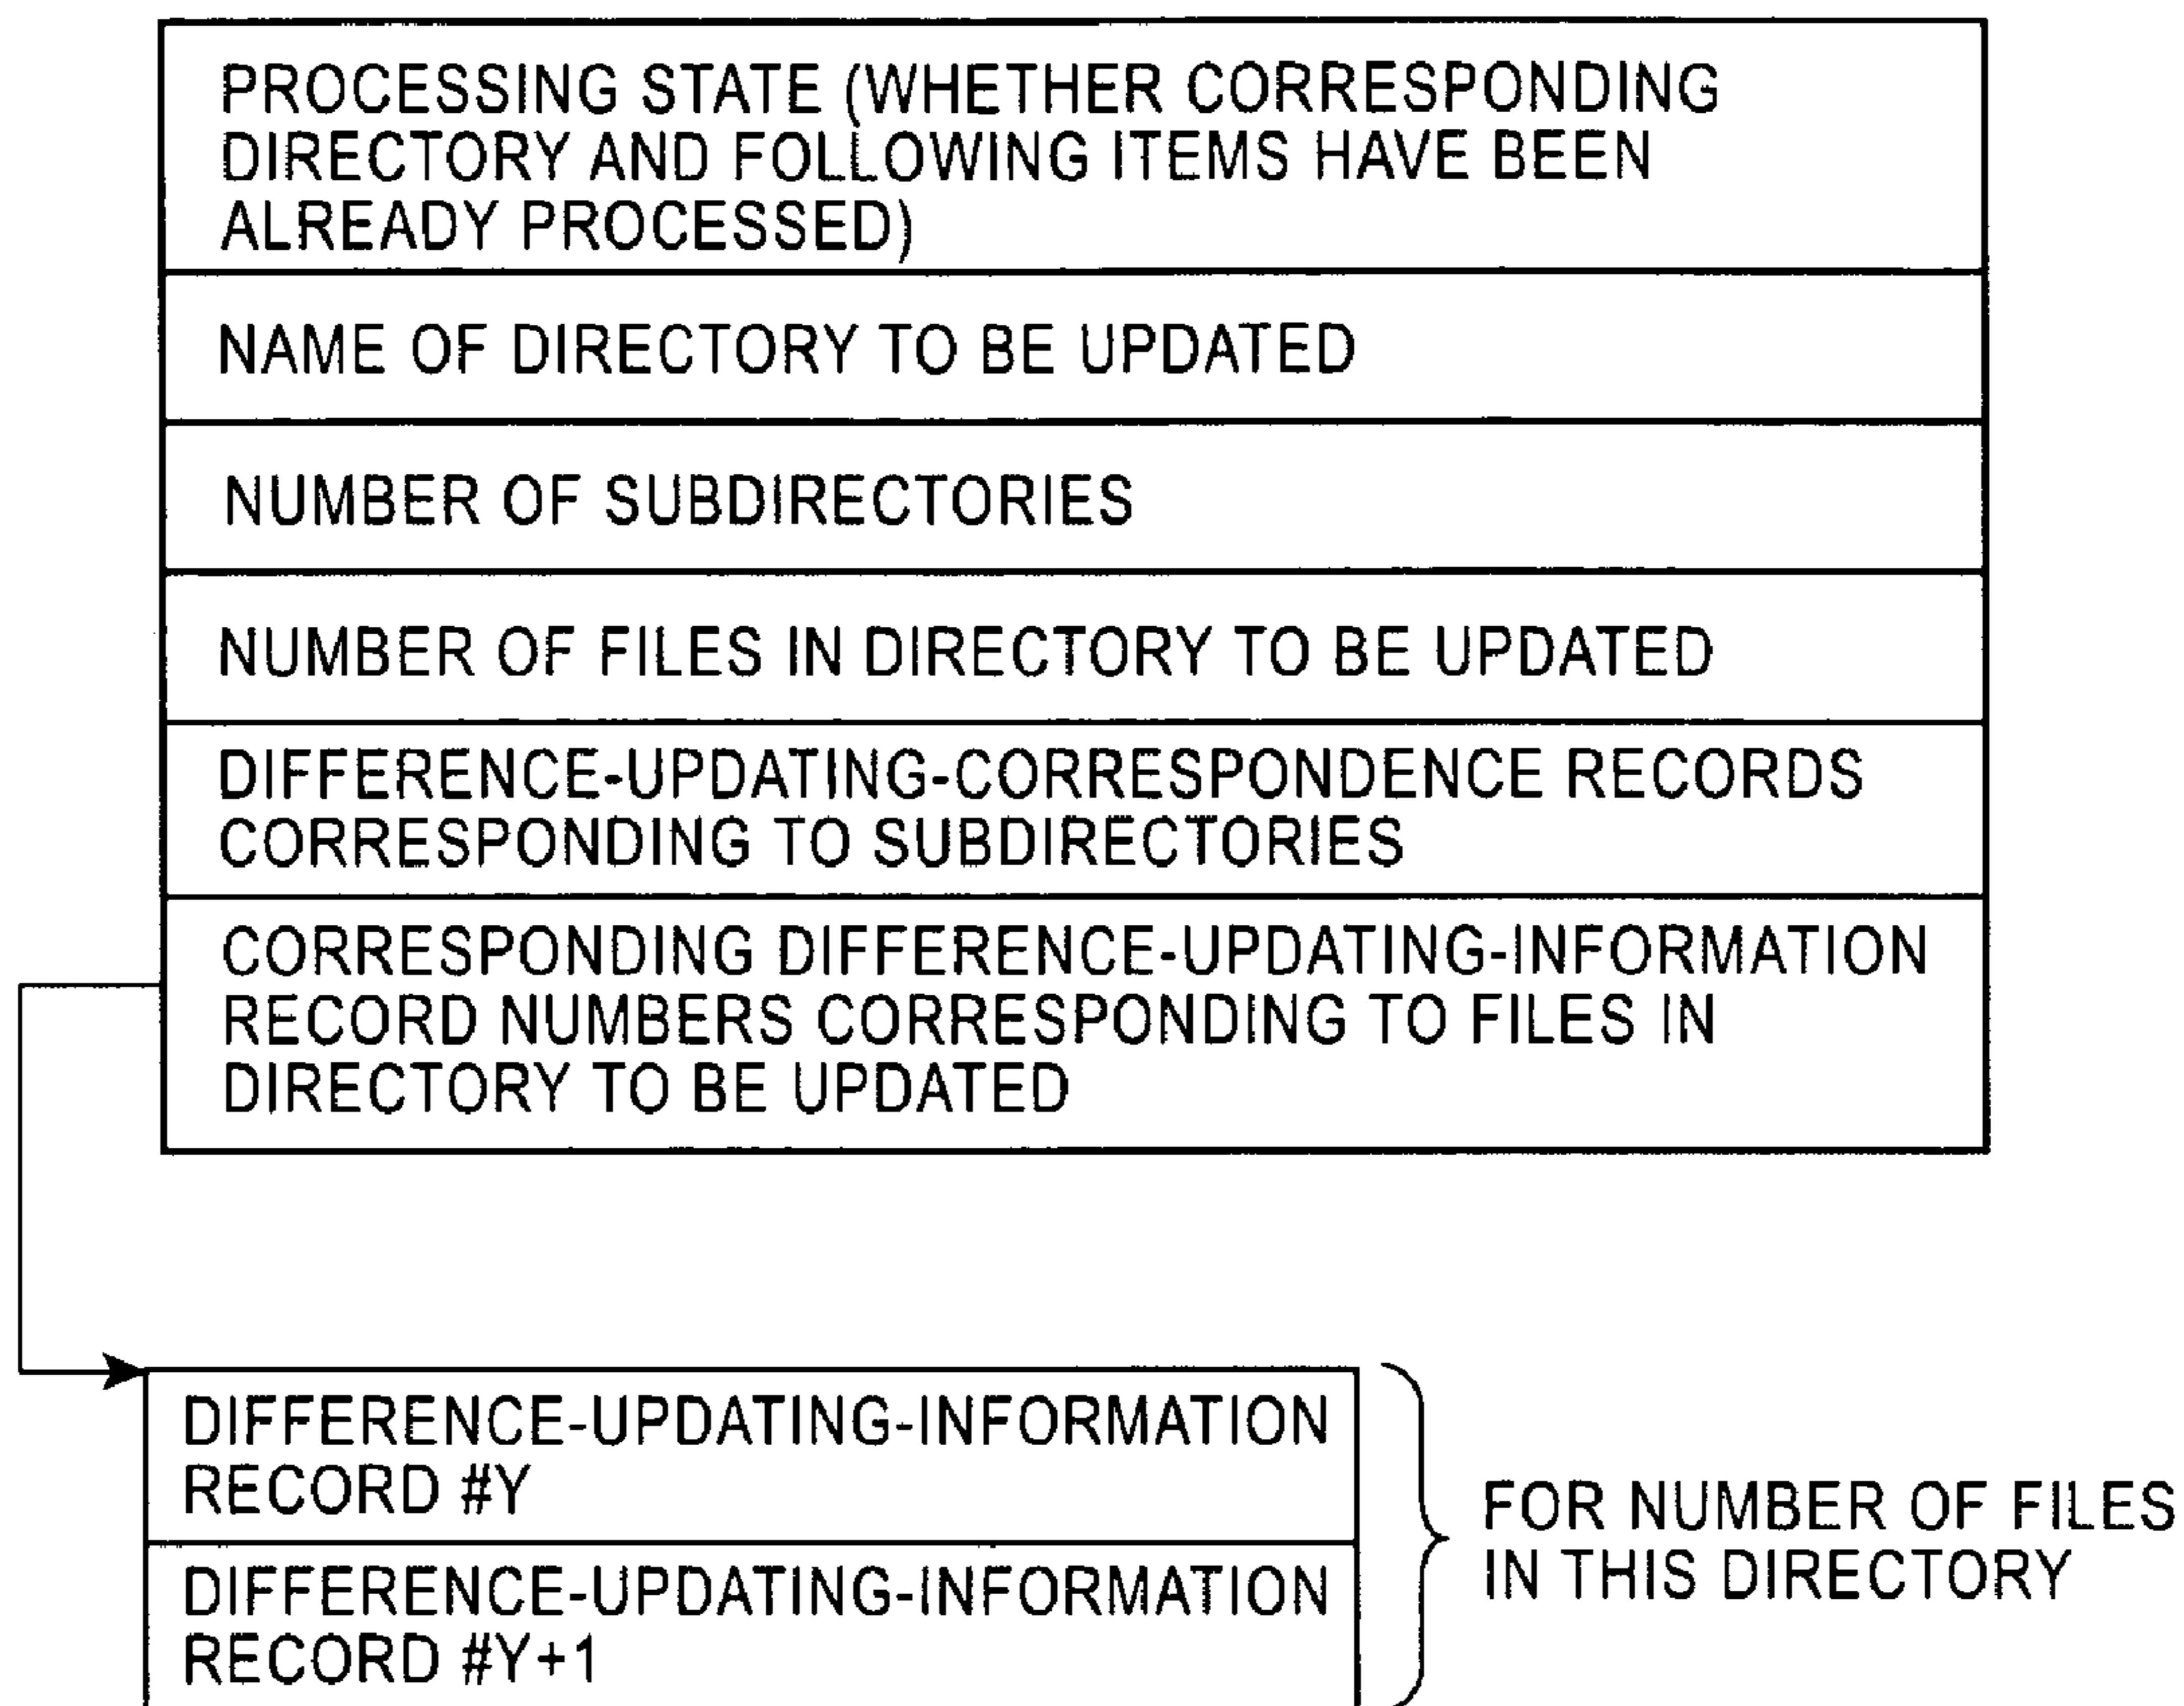 PROCESSING STATE (WHETHER CORRESPONDING
DIRECTORY AND FOLLOWING ITEMS HAVE BEEN
ALREADY PROCESSED)
NAME OF DIRECTORY TO BE UPDATED
NUMBER OF SUBDIRECTORIES
NUMBER OF FILES IN DIRECTORY TO BE UPDATED
DIFFERENCE-UPDATING-CORRESPONDENCE RECORDS
CORRESPONDING TO SUBDIRECTORIES
CORRESPONDING DIFFERENCE-UPDATING-INFORMATION
RECORD NUMBERS CORRESPONDING TO FILES IN
DIRECTORY TO BE UPDATED
DIFFERENCE-UPDATING-INFORMATION
RECORD #Y
DIFFERENCE-UPDATING-INFORMATION
RECORD #Y+1
FOR NUMBER OF FILES
IN THIS DIRECTORY